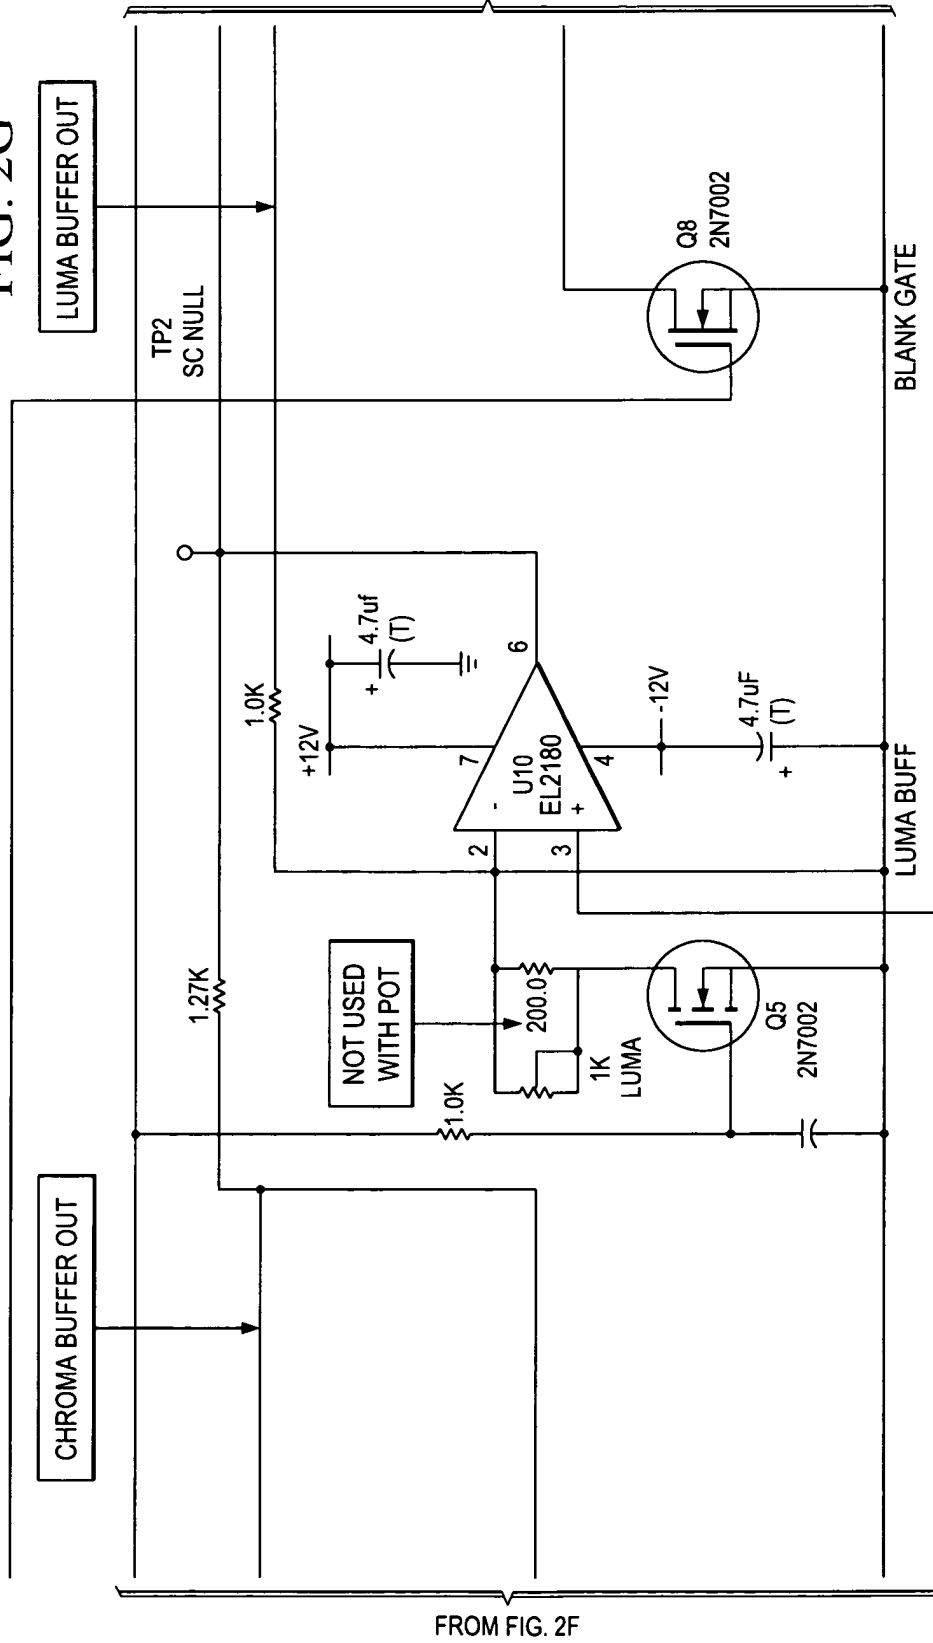 FIG. 2G
LUMA BUFFER OUT
CHROMA BUFFER OUT
TP2
SC NULL
1.27K
1.0K
+12V
4.7uf
(T)
+
NOT USED
WITH POT
1.0K
200.0
1K
LUMA
2
3
7
6
4
-
+
U10
EL2180
-12V
4.7uF
(T)
+
Q5
2N7002
Q8
2N7002
LUMA BUFF
BLANK GATE
FROM FIG. 2F